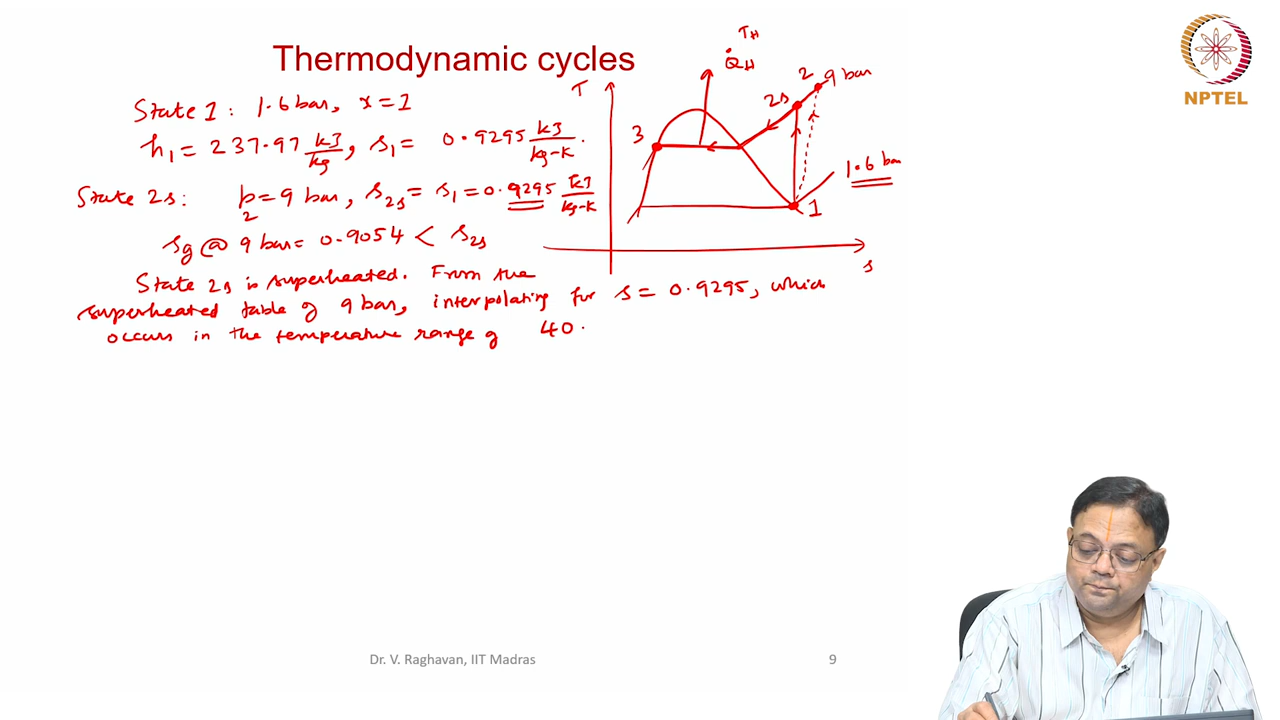 Thermodynamic cycles
NPTEL
State 1: 1.6 bar, x=1
h₁ = 237.97 kJ/kg, s₁ = 0.9295 kJ/kg-K.
State 2s: p₂ = 9 bar, s₂s = s₁ = 0.9295 kJ/kg-K
sg @ 9 bar = 0.9054 < s₂s
State 2s is superheated. From the
superheated table of 9 bar, interpolating for s = 0.9295, which
occurs in the temperature range of 40.
T
T_H
Q̇_H
2
9 bar
2s
3
1.6 bar
1
s
Dr. V. Raghavan, IIT Madras
9